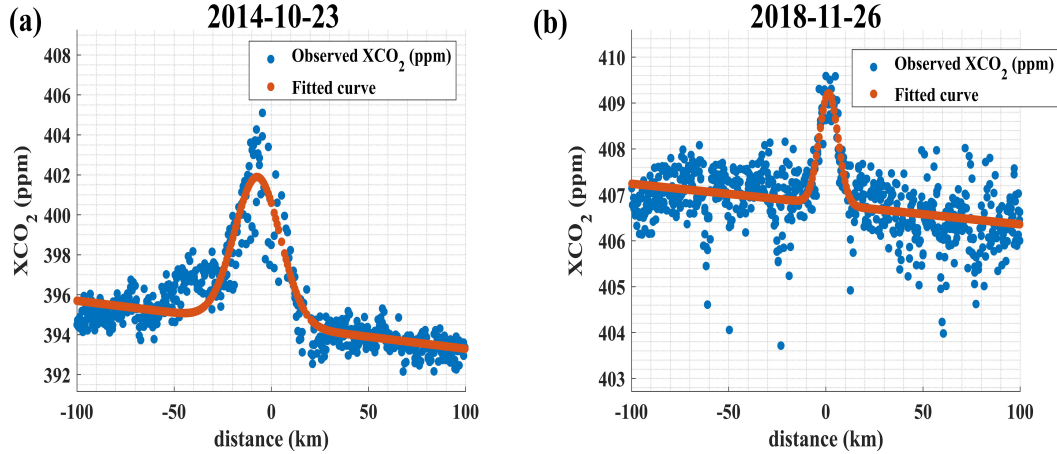 (a)
2014-10-23
Observed XCO2 (ppm)
Fitted curve
408
406
404
402
400
398
396
394
392
XCO2 (ppm)
-100
-50
0
50
100
distance (km)
(b)
2018-11-26
Observed XCO2 (ppm)
Fitted curve
410
409
408
407
406
405
404
403
XCO2 (ppm)
-100
-50
0
50
100
distance (km)